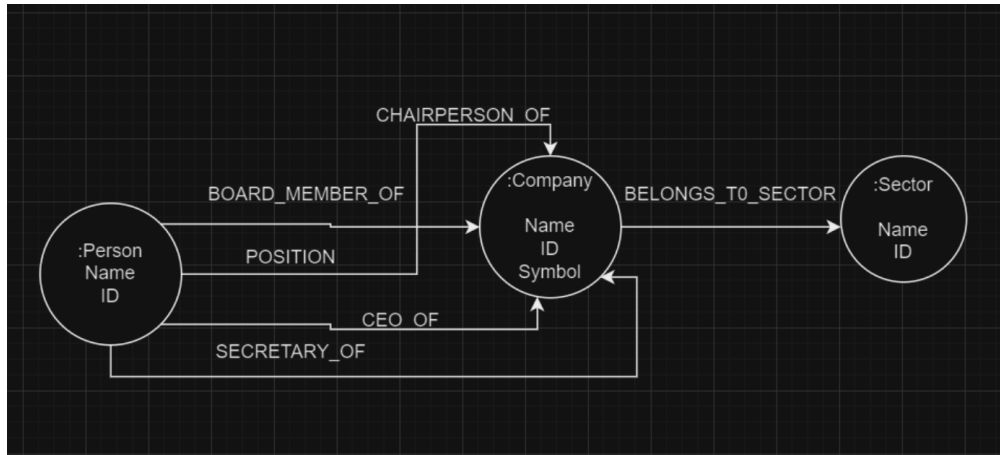 CHAIRPERSON_OF
:Company
Name
ID
Symbol
BOARD_MEMBER_OF
BELONGS_T0_SECTOR
:Sector
Name
ID
:Person
Name
ID
POSITION
CEO_OF
SECRETARY_OF